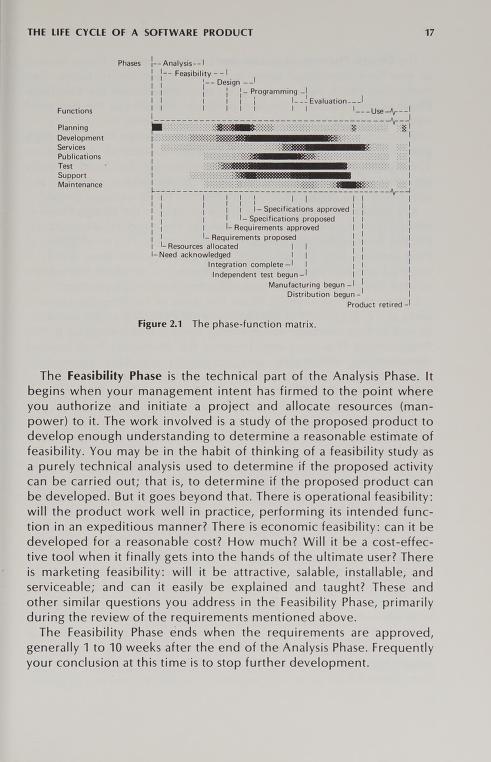 THE LIFE CYCLE OF A SOFTWARE PRODUCT 17
Phases
Analysis
Feasibility
Design
Programming
Evaluation
Functions
Use
Planning
Development
Services
Publications
Test
Support
Maintenance
Specifications approved
Specifications proposed
Requirements approved
Requirements proposed
Resources allocated
Need acknowledged
Integration complete
Independent test begun
Manufacturing begun
Distribution begun
Product retired
Figure 2.1 The phase-function matrix.
The Feasibility Phase is the technical part of the Analysis Phase. It
begins when your management intent has firmed to the point where
you authorize and initiate a project and allocate resources (man-
power) to it. The work involved is a study of the proposed product to
develop enough understanding to determine a reasonable estimate of
feasibility. You may be in the habit of thinking of a feasibility study as
a purely technical analysis used to determine if the proposed activity
can be carried out; that is, to determine if the proposed product can
be developed. But it goes beyond that. There is operational feasibility:
will the product work well in practice, performing its intended func-
tion in an expeditious manner? There is economic feasibility: can it be
developed for a reasonable cost? How much? Will it be a cost-effec-
tive tool when it finally gets into the hands of the ultimate user? There
is marketing feasibility: will it be attractive, salable, installable, and
serviceable; and can it easily be explained and taught? These and
other similar questions you address in the Feasibility Phase, primarily
during the review of the requirements mentioned above.
The Feasibility Phase ends when the requirements are approved,
generally 1 to 10 weeks after the end of the Analysis Phase. Frequently
your conclusion at this time is to stop further development.